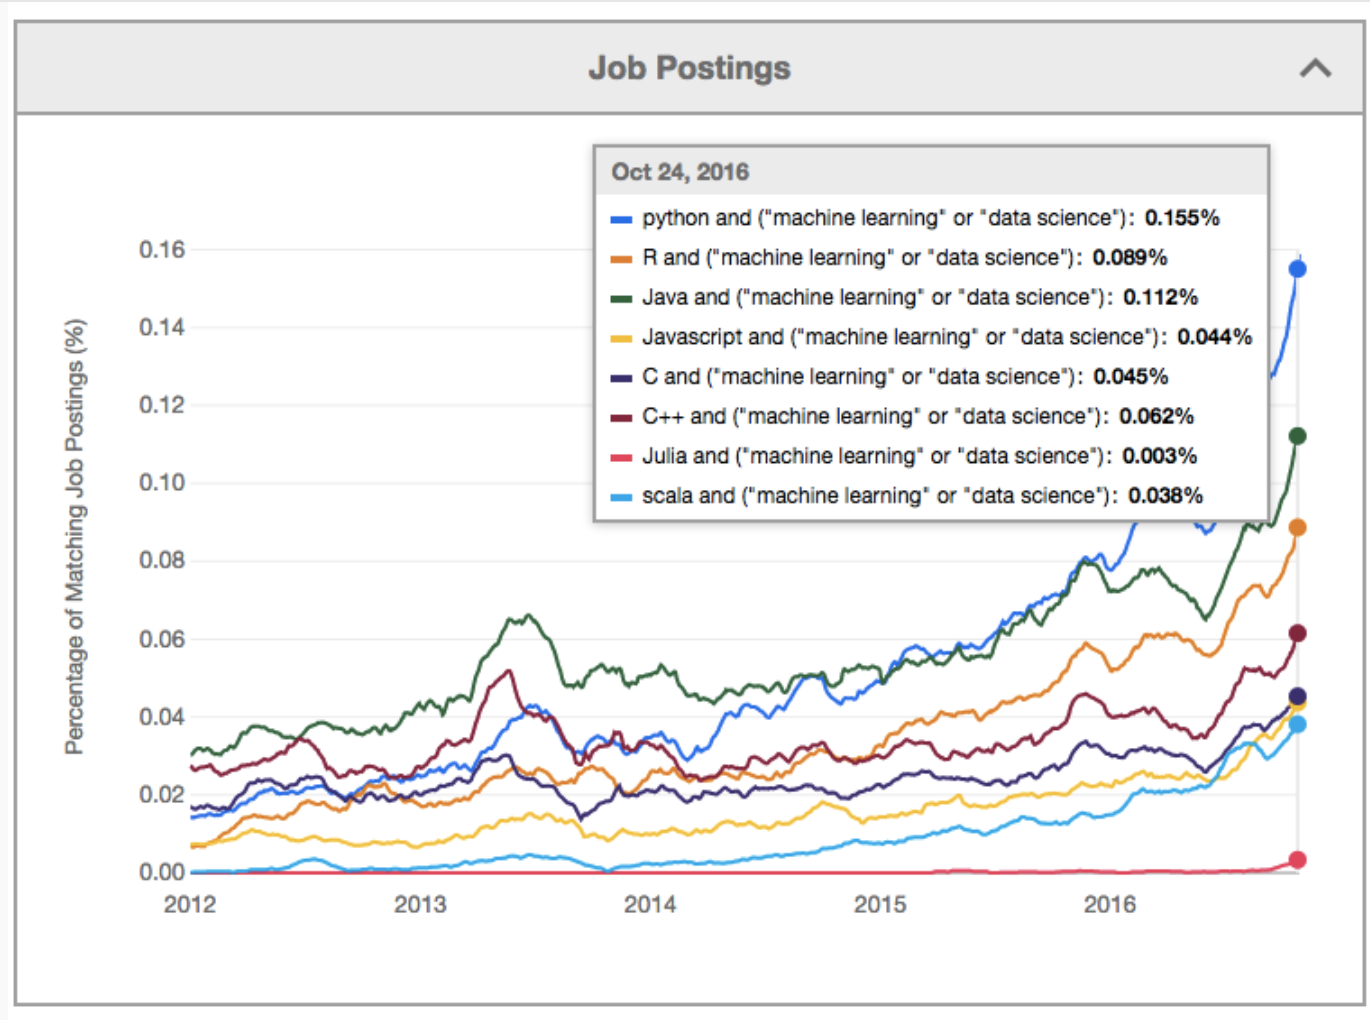 Job Postings
Oct 24, 2016
python and ("machine learning" or "data science"): 0.155%
R and ("machine learning" or "data science"): 0.089%
Java and ("machine learning" or "data science"): 0.112%
Javascript and ("machine learning" or "data science"): 0.044%
C and ("machine learning" or "data science"): 0.045%
C++ and ("machine learning" or "data science"): 0.062%
Julia and ("machine learning" or "data science"): 0.003%
scala and ("machine learning" or "data science"): 0.038%
Percentage of Matching Job Postings (%)
0.16
0.14
0.12
0.10
0.08
0.06
0.04
0.02
0.00
2012 2013 2014 2015 2016